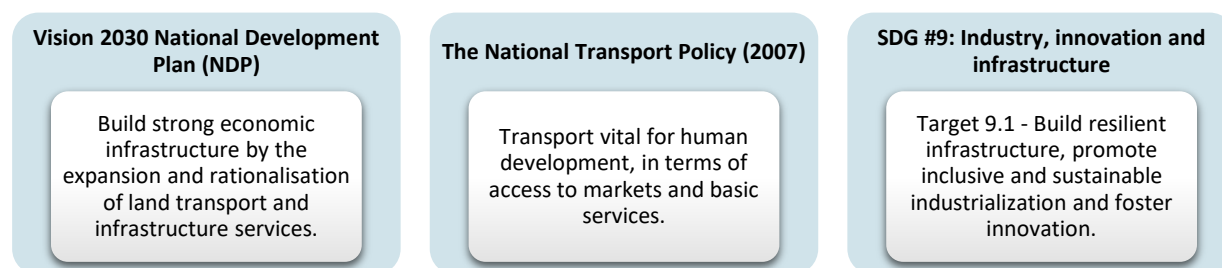 Vision 2030 National Development
Plan (NDP)
Build strong economic
infrastructure by the
expansion and rationalisation
of land transport and
infrastructure services.
The National Transport Policy (2007)
Transport vital for human
development, in terms of
access to markets and basic
services.
SDG #9: Industry, innovation and
infrastructure
Target 9.1 - Build resilient
infrastructure, promote
inclusive and sustainable
industrialization and foster
innovation.